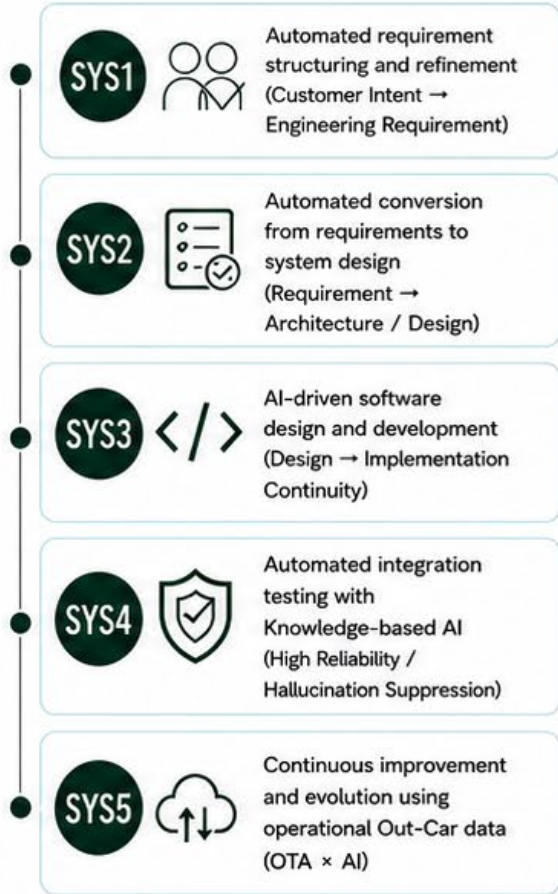 SYS1
Automated requirement
structuring and refinement
(Customer Intent →
Engineering Requirement)
SYS2
Automated conversion
from requirements to
system design
(Requirement →
Architecture / Design)
SYS3
AI-driven software
design and development
(Design → Implementation
Continuity)
SYS4
Automated integration
testing with
Knowledge-based AI
(High Reliability /
Hallucination Suppression)
SYS5
Continuous improvement
and evolution using
operational Out-Car data
(OTA × AI)